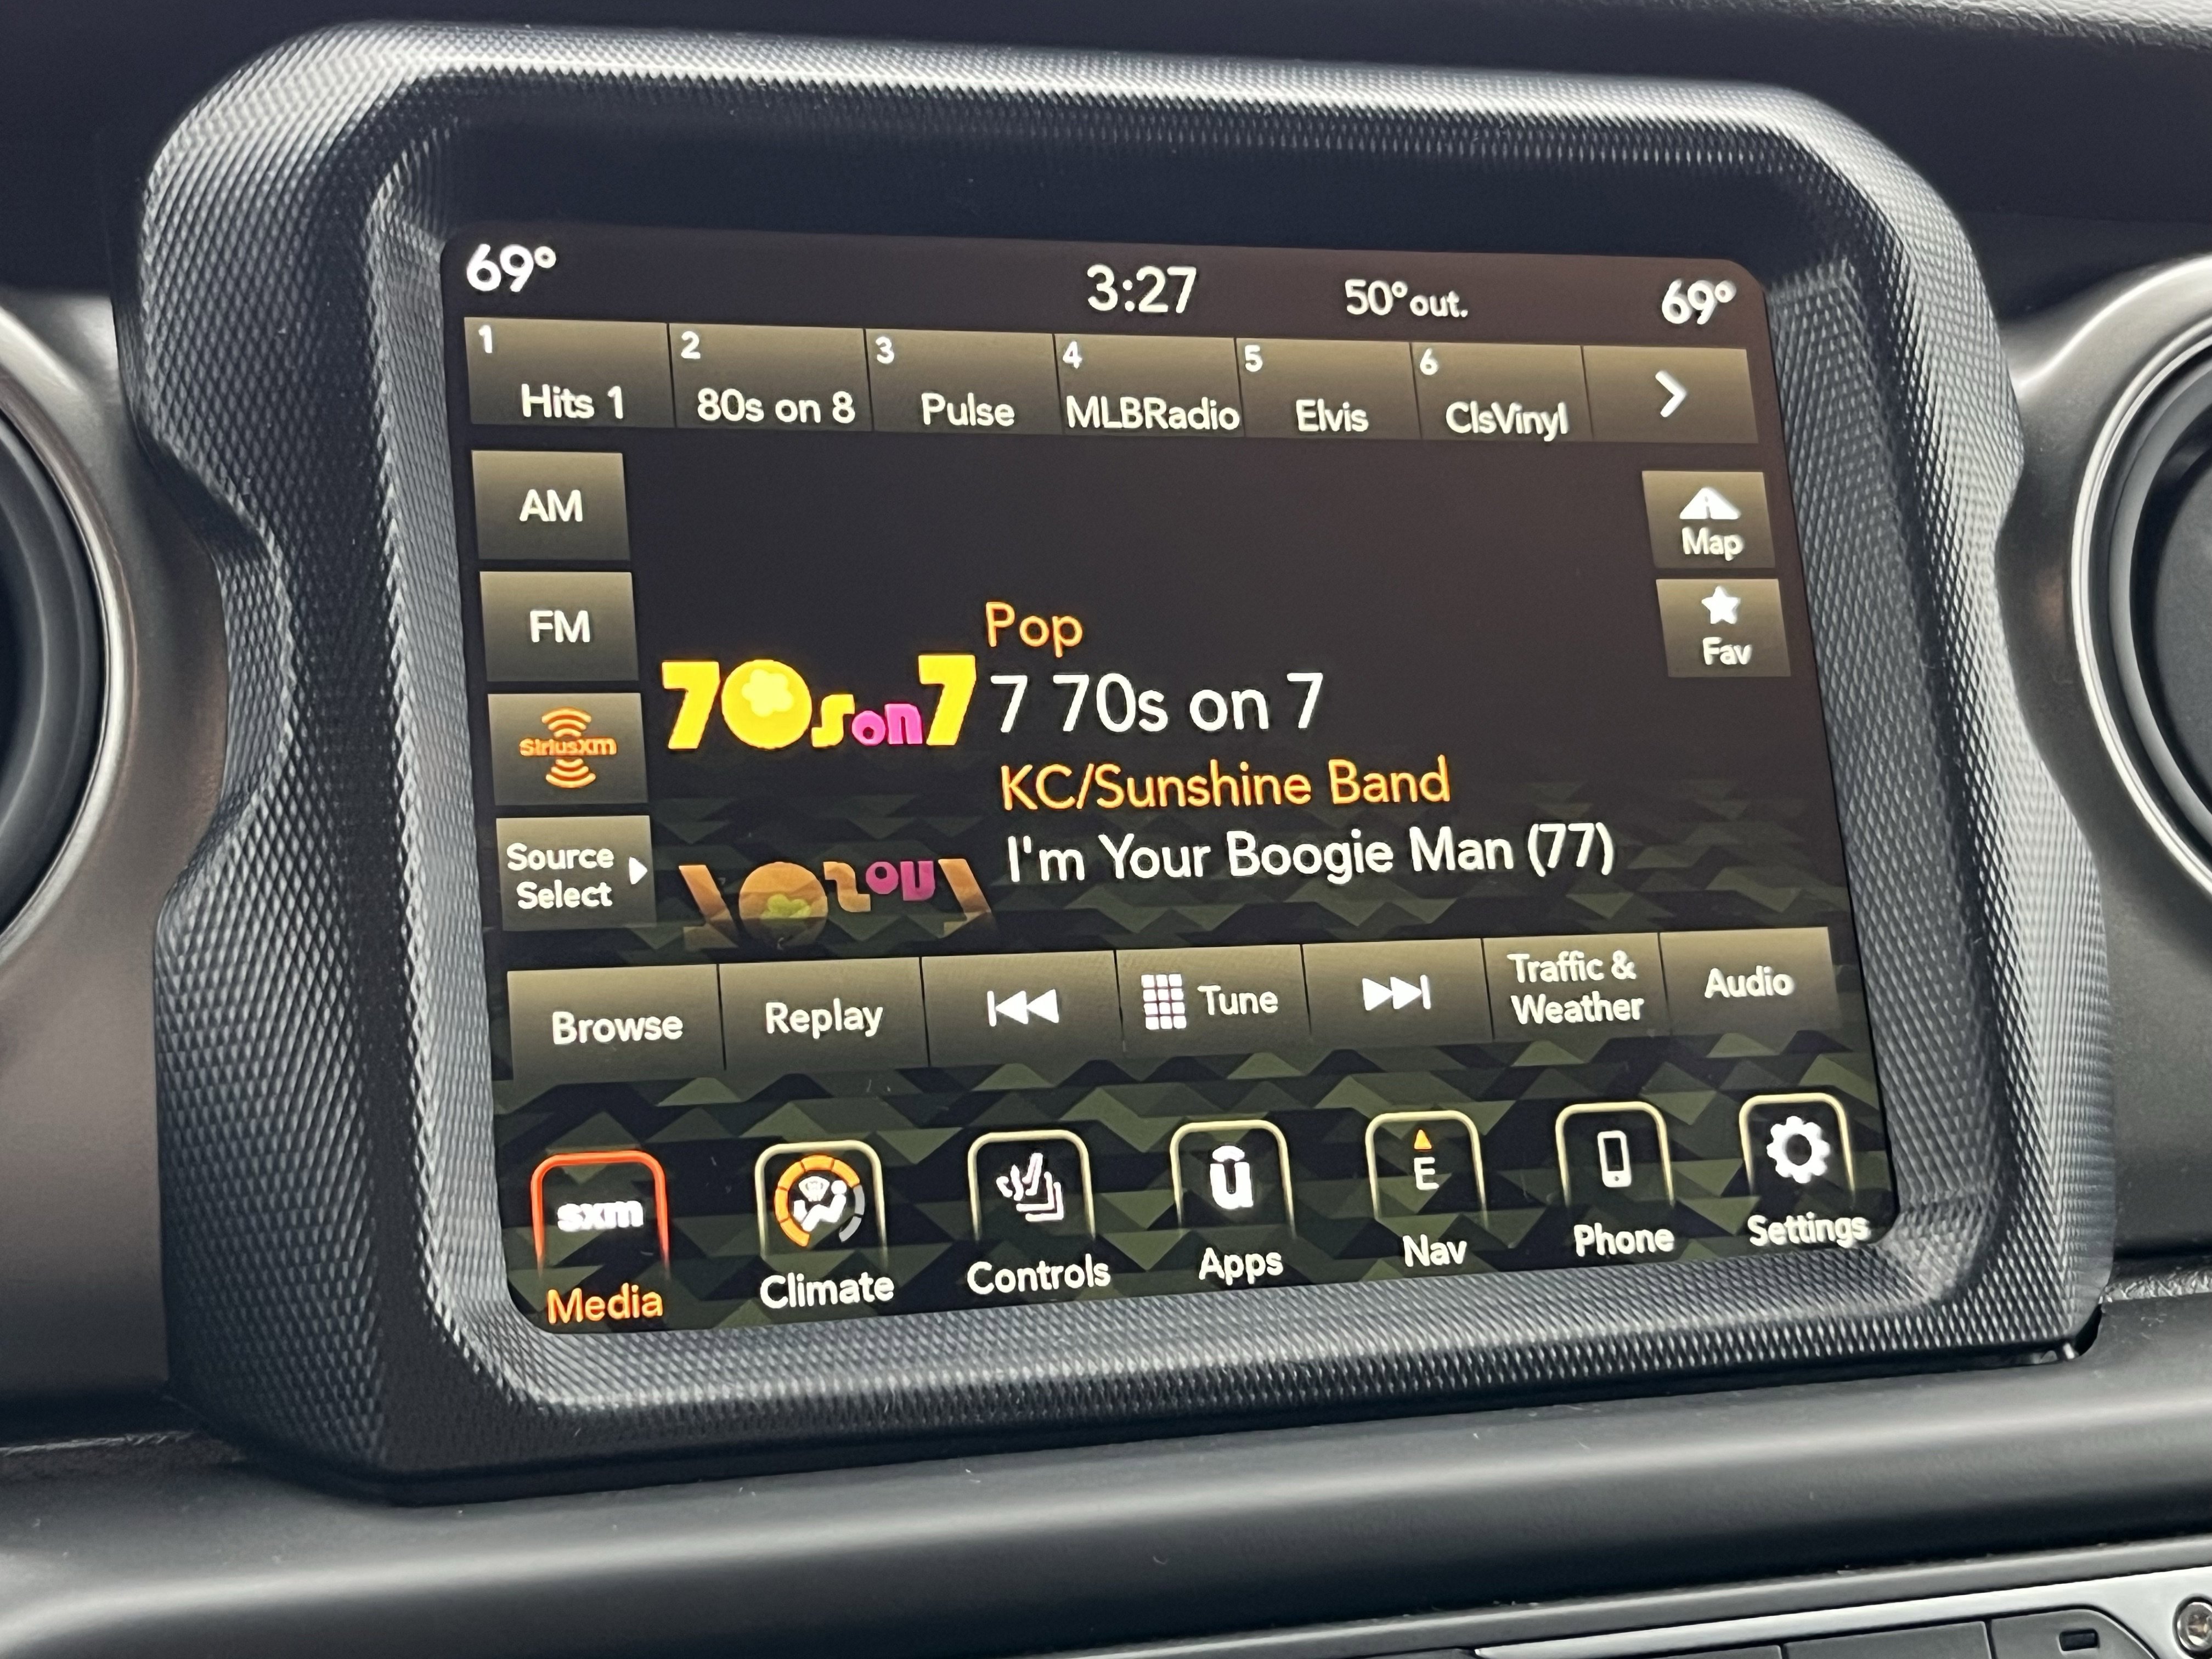 69° 3:27 50° out. 69°
1 2 3 4 5 6
Hits 1 80s on 8 Pulse MLBRadio Elvis ClsVinyl
AM
Map
FM
Fav
Pop
70s on 7
7 70s on 7
SiriusXm
KC/Sunshine Band
I'm Your Boogie Man (77)
Source
Select
Browse Replay Tune Traffic & Weather Audio
sxm
u
E
Media Climate Controls Apps Nav Phone Settings